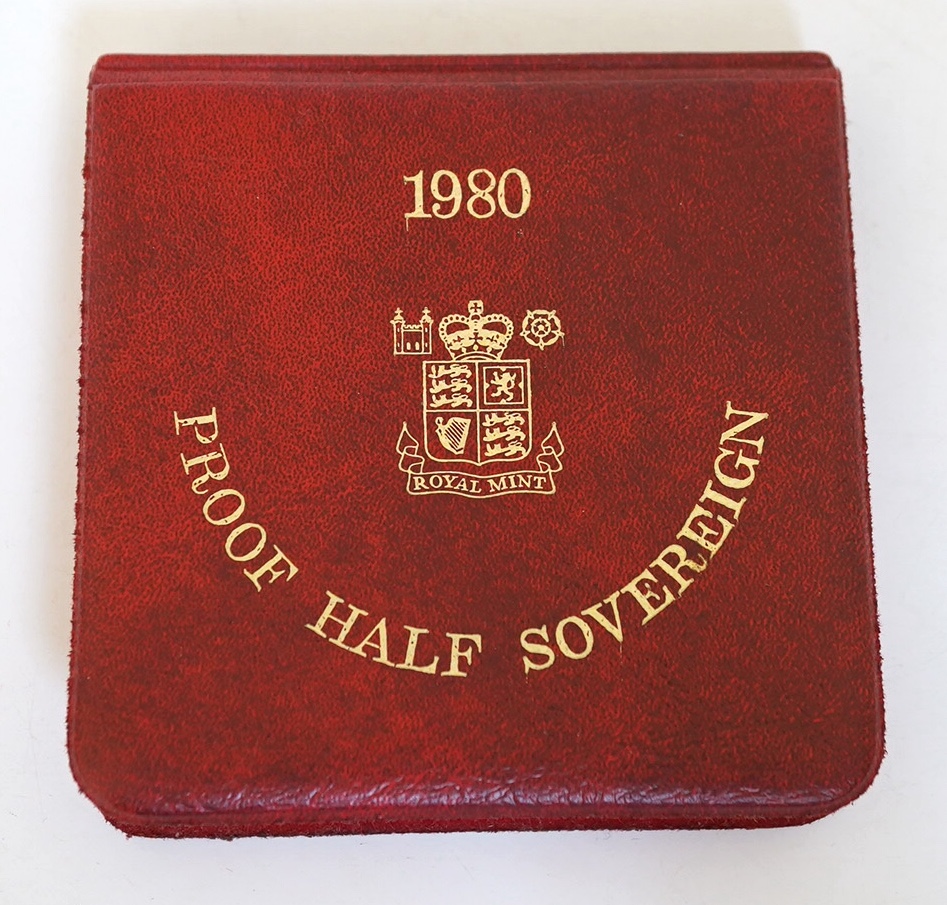 1980
ROYAL MINT
PROOF HALF SOVEREIGN